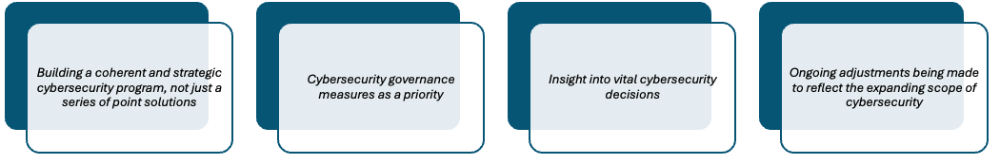 Building a coherent and strategic
cybersecurity program, not just a
series of point solutions
Cybersecurity governance
measures as a priority
Insight into vital cybersecurity
decisions
Ongoing adjustments being made
to reflect the expanding scope of
cybersecurity